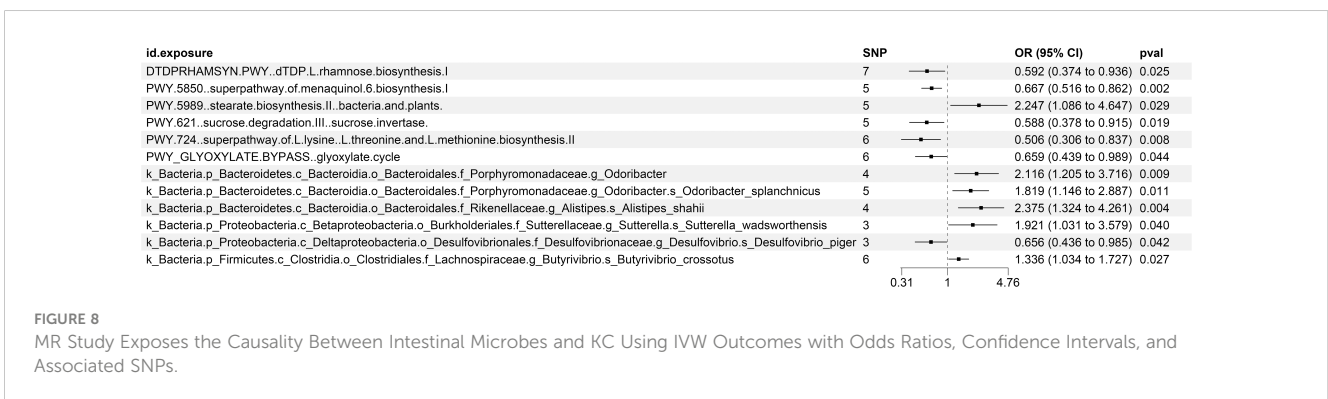 id.exposure SNP OR (95% CI) pval
DTDPRHAMSYN.PWY..dTDP.L.rhamnose.biosynthesis.I 7 0.592 (0.374 to 0.936) 0.025
PWY.5850..superpathway.of.menaquinol.6.biosynthesis.I 5 0.667 (0.516 to 0.862) 0.002
PWY.5989..stearate.biosynthesis.II..bacteria.and.plants. 5 2.247 (1.086 to 4.647) 0.029
PWY.621..sucrose.degradation.III..sucrose.invertase. 5 0.588 (0.378 to 0.915) 0.019
PWY.724..superpathway.of.L.lysine..L.threonine.and.L.methionine.biosynthesis.II 6 0.506 (0.306 to 0.837) 0.008
PWY_GLYOXYLATE.BYPASS..glyoxylate.cycle 6 0.659 (0.439 to 0.989) 0.044
k_Bacteria.p_Bacteroidetes.c_Bacteroidia.o_Bacteroidales.f_Porphyromonadaceae.g_Odoribacter 4 2.116 (1.205 to 3.716) 0.009
k_Bacteria.p_Bacteroidetes.c_Bacteroidia.o_Bacteroidales.f_Porphyromonadaceae.g_Odoribacter.s_Odoribacter_splanchnicus 5 1.819 (1.146 to 2.887) 0.011
k_Bacteria.p_Bacteroidetes.c_Bacteroidia.o_Bacteroidales.f_Rikenellaceae.g_Alistipes.s_Alistipes_shahii 4 2.375 (1.324 to 4.261) 0.004
k_Bacteria.p_Proteobacteria.c_Betaproteobacteria.o_Burkholderiales.f_Sutterellaceae.g_Sutterella.s_Sutterella_wadsworthensis 3 1.921 (1.031 to 3.579) 0.040
k_Bacteria.p_Proteobacteria.c_Deltaproteobacteria.o_Desulfovibrionales.f_Desulfovibrionaceae.g_Desulfovibrio.s_Desulfovibrio_piger 3 0.656 (0.436 to 0.985) 0.042
k_Bacteria.p_Firmicutes.c_Clostridia.o_Clostridiales.f_Lachnospiraceae.g_Butyrivibrio.s_Butyrivibrio_crossotus 6 1.336 (1.034 to 1.727) 0.027
0.31 1 4.76
FIGURE 8
MR Study Exposes the Causality Between Intestinal Microbes and KC Using IVW Outcomes with Odds Ratios, Confidence Intervals, and
Associated SNPs.